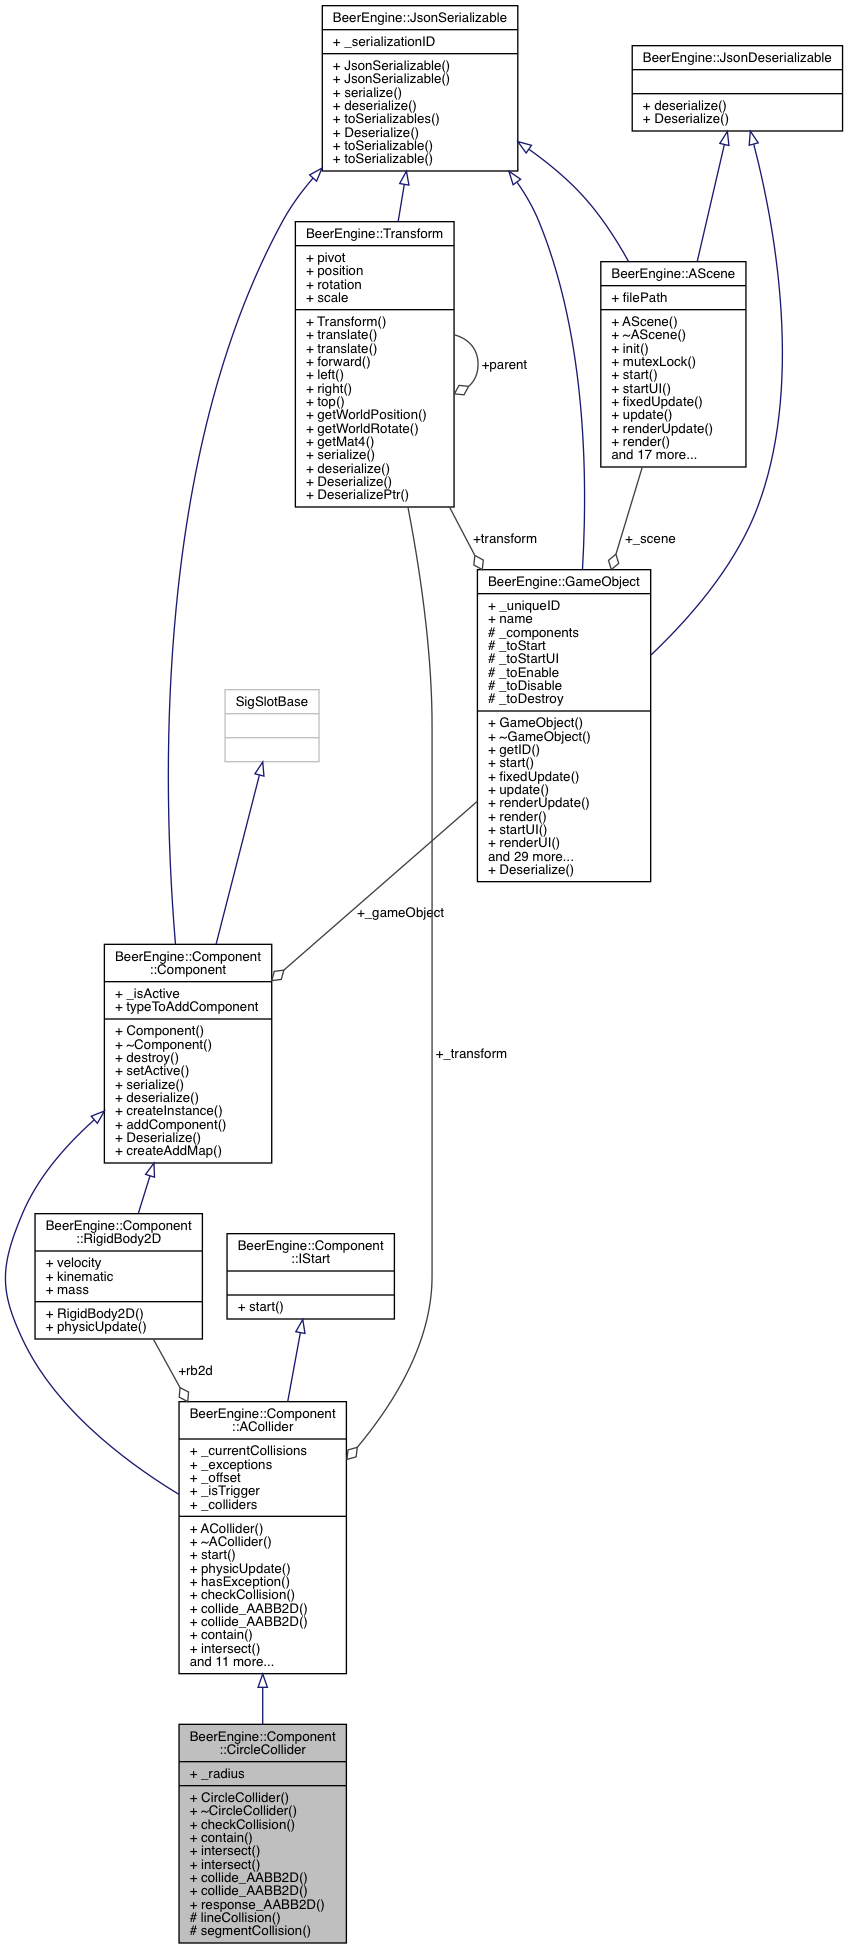 BeerEngine::JsonSerializable
+ _serializationID
+ JsonSerializable()
+ JsonSerializable()
+ serialize()
+ deserialize()
+ toSerializables()
+ Deserialize()
+ toSerializable()
+ toSerializable()
BeerEngine::JsonDeserializable
+ deserialize()
+ Deserialize()
BeerEngine::Transform
+ pivot
+ position
+ rotation
+ scale
+ Transform()
+ translate()
+ translate()
+ forward()
+ left()
+ right()
+ top()
+ getWorldPosition()
+ getWorldRotate()
+ getMat4()
+ serialize()
+ deserialize()
+ Deserialize()
+ DeserializePtr()
+parent
BeerEngine::AScene
+ filePath
+ AScene()
+ ~AScene()
+ init()
+ mutexLock()
+ start()
+ startUI()
+ fixedUpdate()
+ update()
+ renderUpdate()
+ render()
and 17 more...
+transform
+_scene
BeerEngine::GameObject
+ _uniqueID
+ name
# _components
# _toStart
# _toStartUI
# _toEnable
# _toDisable
# _toDestroy
+ GameObject()
+ ~GameObject()
+ getID()
+ start()
+ fixedUpdate()
+ update()
+ renderUpdate()
+ render()
+ startUI()
+ renderUI()
and 29 more...
+ Deserialize()
SigSlotBase
+_gameObject
BeerEngine::Component
::Component
+ _isActive
+ typeToAddComponent
+ Component()
+ ~Component()
+ destroy()
+ setActive()
+ serialize()
+ deserialize()
+ createInstance()
+ addComponent()
+ Deserialize()
+ createAddMap()
+_transform
BeerEngine::Component
::RigidBody2D
+ velocity
+ kinematic
+ mass
+ RigidBody2D()
+ physicUpdate()
BeerEngine::Component
::IStart
+ start()
+rb2d
BeerEngine::Component
::ACollider
+ _currentCollisions
+ _exceptions
+ _offset
+ _isTrigger
+ _colliders
+ ACollider()
+ ~ACollider()
+ start()
+ physicUpdate()
+ hasException()
+ checkCollision()
+ collide_AABB2D()
+ collide_AABB2D()
+ contain()
+ intersect()
and 11 more...
BeerEngine::Component
::CircleCollider
+ _radius
+ CircleCollider()
+ ~CircleCollider()
+ checkCollision()
+ contain()
+ intersect()
+ intersect()
+ collide_AABB2D()
+ collide_AABB2D()
+ response_AABB2D()
# lineCollision()
# segmentCollision()